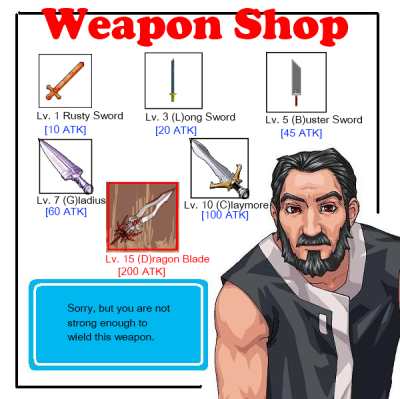 Weapon Shop
Lv. 1 Rusty Sword
[10 ATK]
Lv. 3 (L)ong Sword
[20 ATK]
Lv. 5 (B)uster Sword
[45 ATK]
Lv. 7 (G)ladius
[60 ATK]
Lv. 10 (C)laymore
[100 ATK]
Lv. 15 (D)ragon Blade
[200 ATK]
Sorry, but you are not
strong enough to
wield this weapon.